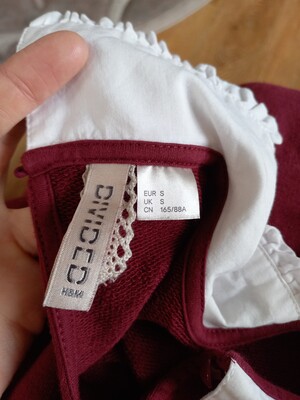 DIVIDED
H&M
EUR S
UK S
CN 165/88A